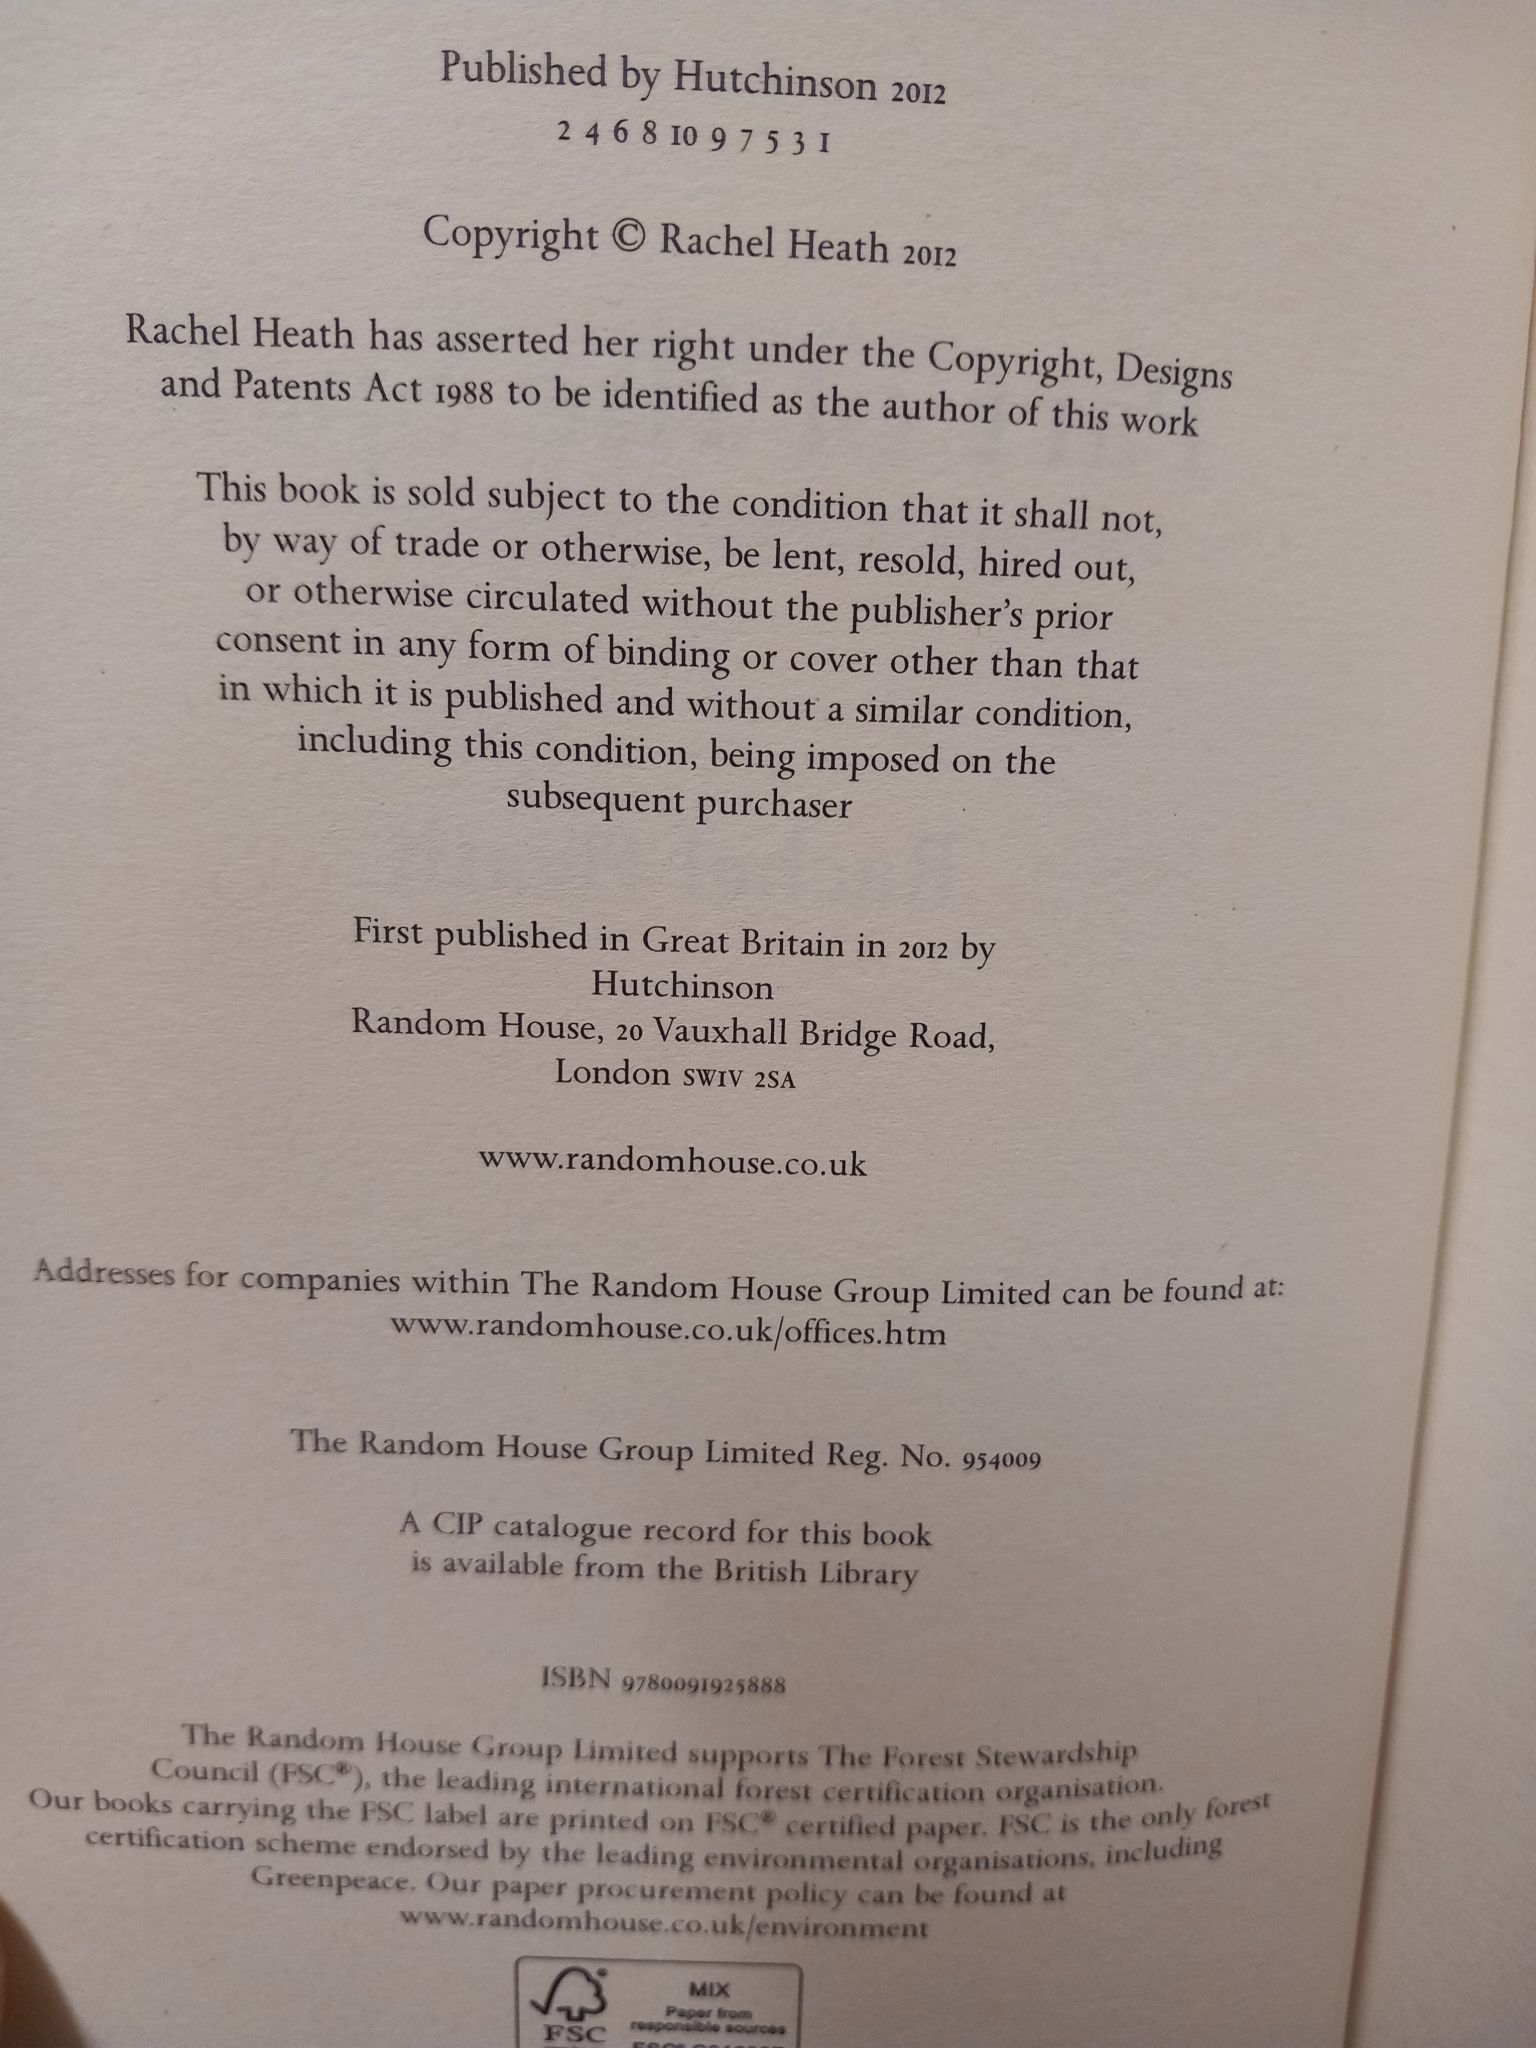 Published by Hutchinson 2012
2 4 6 8 10 9 7 5 3 1
Copyright © Rachel Heath 2012
Rachel Heath has asserted her right under the Copyright, Designs
and Patents Act 1988 to be identified as the author of this work
This book is sold subject to the condition that it shall not,
by way of trade or otherwise, be lent, resold, hired out,
or otherwise circulated without the publisher's prior
consent in any form of binding or cover other than that
in which it is published and without a similar condition,
including this condition, being imposed on the
subsequent purchaser
First published in Great Britain in 2012 by
Hutchinson
Random House, 20 Vauxhall Bridge Road,
London SW1V 2SA
www.randomhouse.co.uk
Addresses for companies within The Random House Group Limited can be found at:
www.randomhouse.co.uk/offices.htm
The Random House Group Limited Reg. No. 954009
A CIP catalogue record for this book
is available from the British Library
ISBN 9780091925888
The Random House Group Limited supports The Forest Stewardship
Council (FSC®), the leading international forest certification organisation.
Our books carrying the FSC label are printed on FSC® certified paper. FSC is the only forest
certification scheme endorsed by the leading environmental organisations, including
Greenpeace. Our paper procurement policy can be found at
www.randomhouse.co.uk/environment
MIX
Paper from
responsible sources
FSC